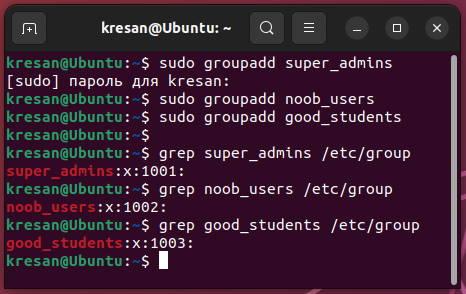 kresan@Ubuntu: ~
kresan@Ubuntu:~$ sudo groupadd super_admins
[sudo] пароль для kresan:
kresan@Ubuntu:~$ sudo groupadd noob_users
kresan@Ubuntu:~$ sudo groupadd good_students
kresan@Ubuntu:~$
kresan@Ubuntu:~$ grep super_admins /etc/group
super_admins:x:1001:
kresan@Ubuntu:~$ grep noob_users /etc/group
noob_users:x:1002:
kresan@Ubuntu:~$ grep good_students /etc/group
good_students:x:1003:
kresan@Ubuntu:~$